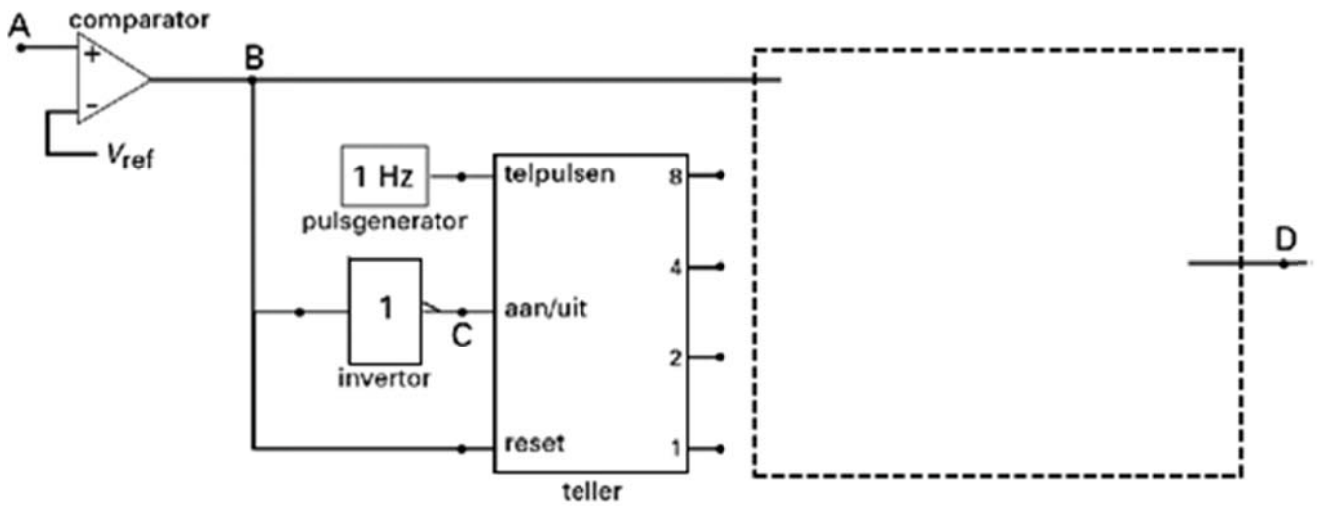 A
comparator
+
B
-
Vref
1 Hz
telpulsen
8
pulsgenerator
D
4
1
aan/uit
C
2
invertor
reset
1
teller